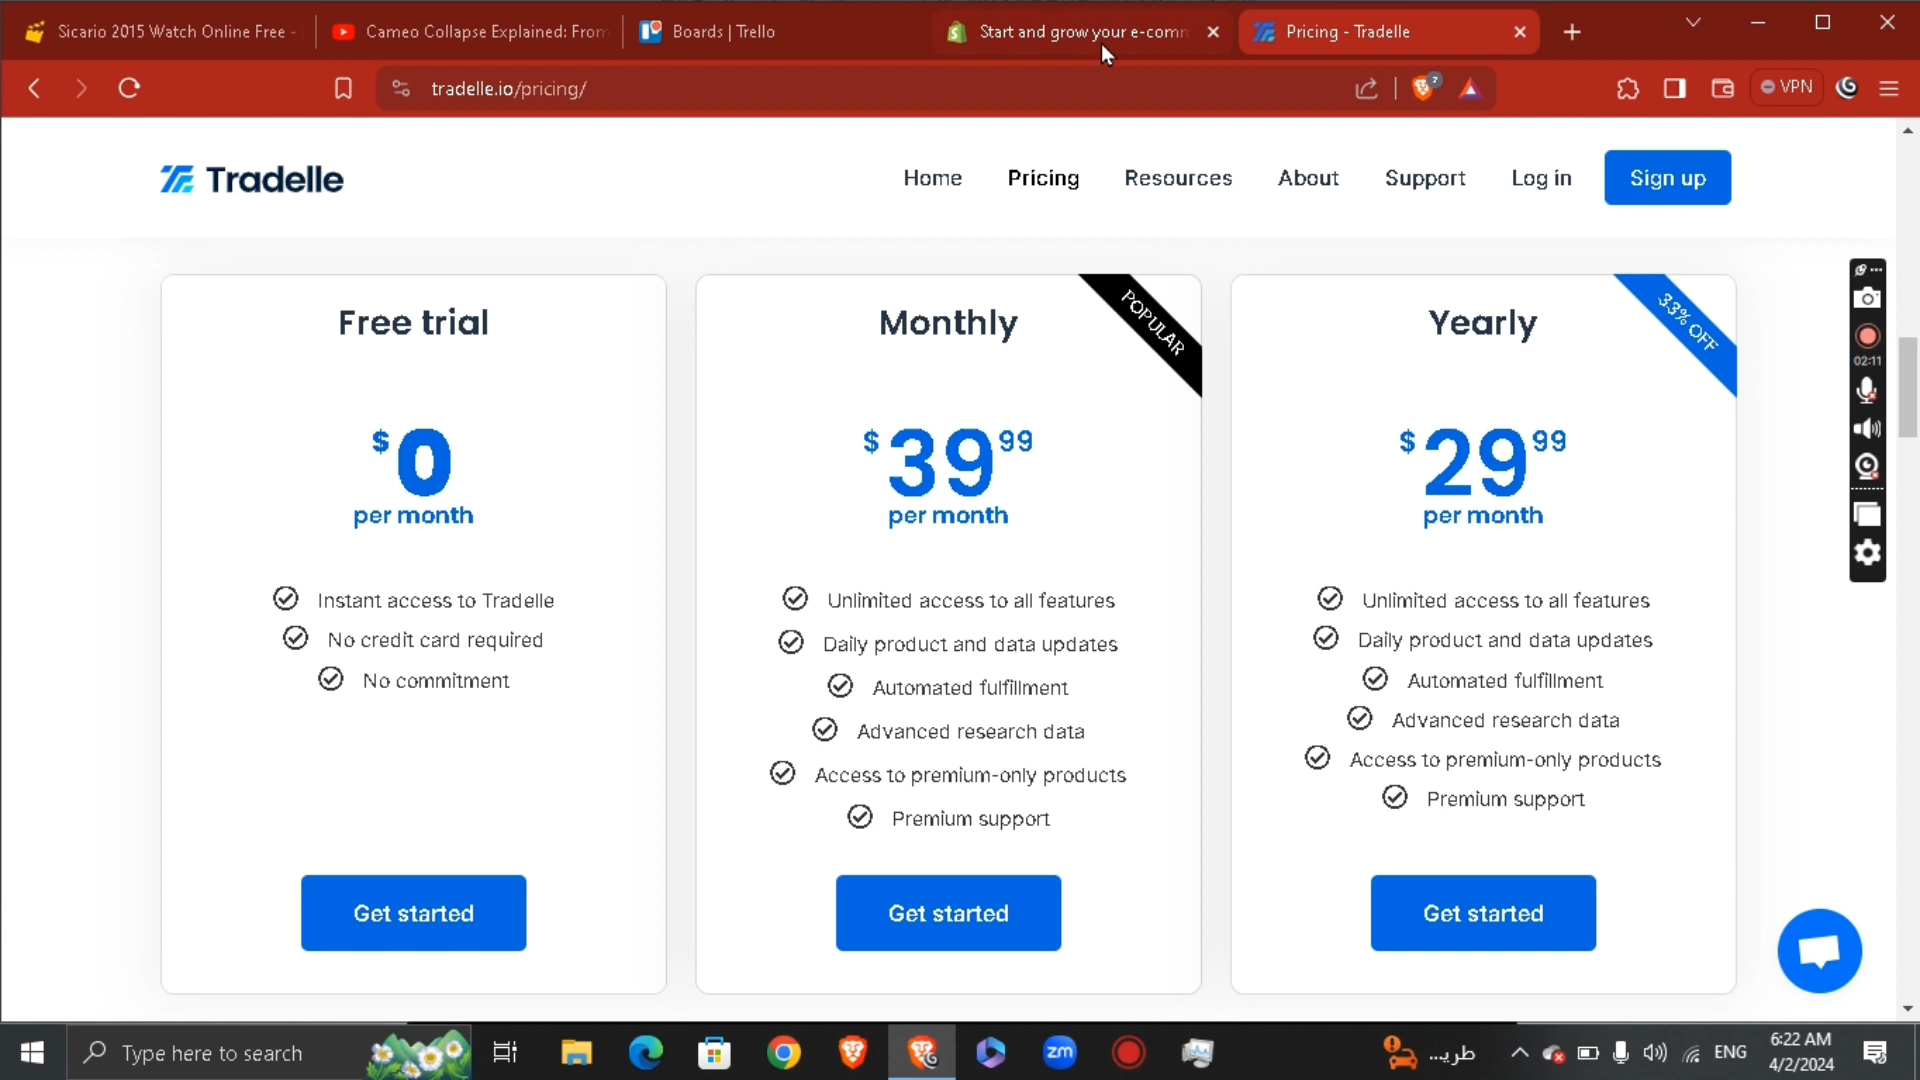 Sicario 2015 Watch Online Free -
Cameo Collapse Explained: From
Boards | Trello
Start and grow your e-comm
Pricing - Tradelle
tradelle.io/pricing/
2
VPN
Tradelle
Home
Pricing
Resources
About
Support
Log in
Sign up
Free trial
$0
per month
Instant access to Tradelle
No credit card required
No commitment
Get started
POPULAR
Monthly
$39 99
per month
Unlimited access to all features
Daily product and data updates
Automated fulfillment
Advanced research data
Access to premium-only products
Premium support
Get started
33% OFF
Yearly
$29 99
per month
Unlimited access to all features
Daily product and data updates
Automated fulfillment
Advanced research data
Access to premium-only products
Premium support
Get started
02:11
Type here to search
zm
طريـ...
ENG
6:22 AM
4/2/2024